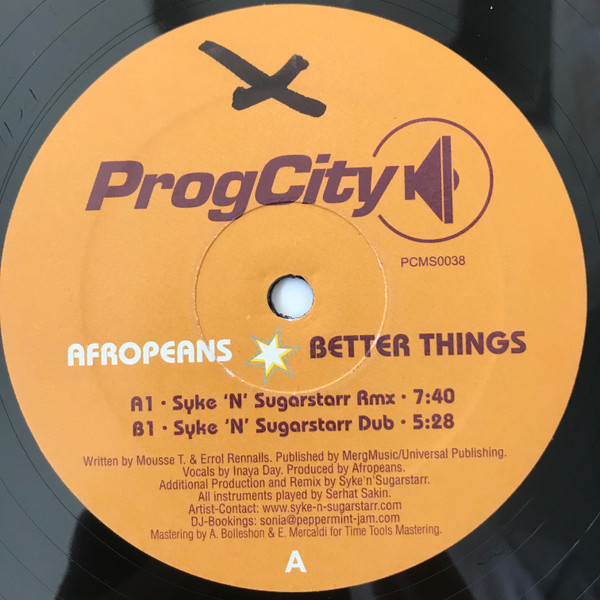 ProgCity
PCMS0038
AFROPEANS BETTER THINGS
A1 • Syke 'N' Sugarstarr Rmx • 7:40
B1 • Syke 'N' Sugarstarr Dub • 5:28
Written by Mousse T. & Errol Rennalls. Published by MergMusic/Universal Publishing.
Vocals by Inaya Day. Produced by Afropeans.
Additional Production and Remix by Syke'n'Sugarstarr.
All instruments played by Serhat Sakin.
Artist-Contact: www.syke-n-sugarstarr.com
DJ-Bookings: sonia@peppermint-jam.com
Mastering by A. Bolleshon & E. Mercaldi for Time Tools Mastering.
A